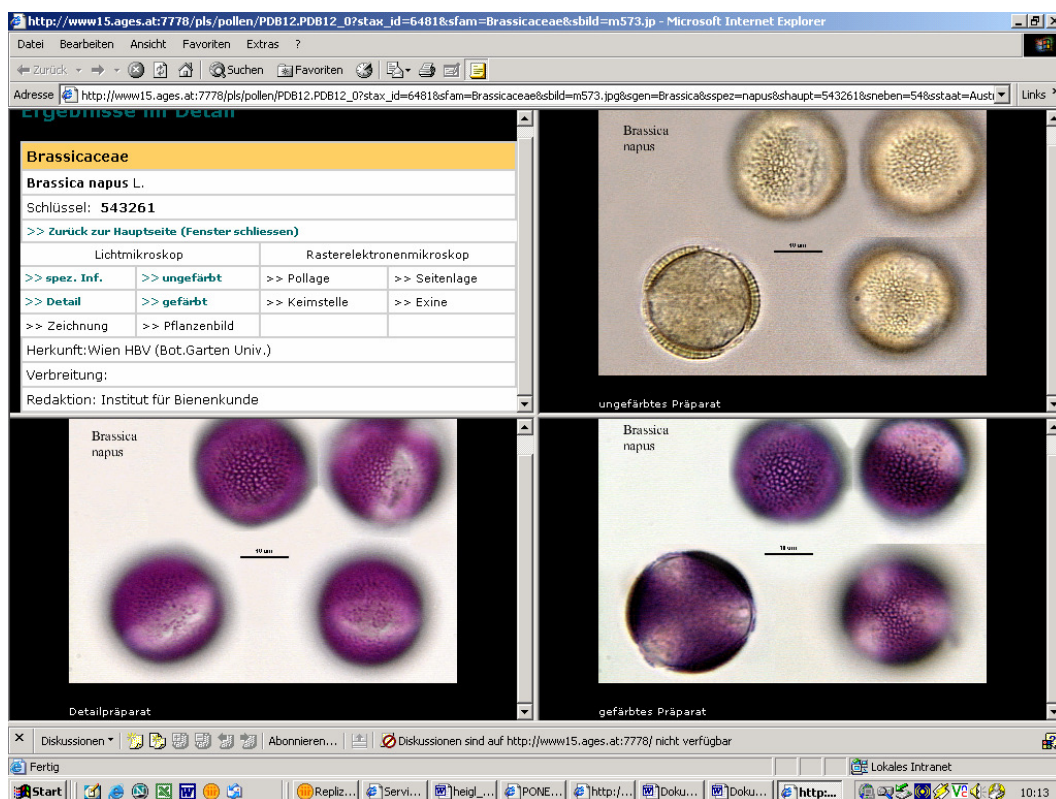 http://www15.ages.at:7778/pls/pollen/PDB12.PDB12_0?stax_id=6481&sfam=Brassicaceae&sbild=m573.jp - Microsoft Internet Explorer
Datei Bearbeiten Ansicht Favoriten Extras ?
Zurück Suchen Favoriten
Adresse http://www15.ages.at:7778/pls/pollen/PDB12.PDB12_0?stax_id=6481&sfam=Brassicaceae&sbild=m573.jpg&sgen=Brassica&sspez=napus&shaupt=543261&sneben=54&sstaat=Aust Links
Ergebnisse im Detail
Brassicaceae
Brassica napus L.
Schlüssel: 543261
>> Zurück zur Hauptseite (Fenster schliessen)
Lichtmikroskop Rasterelektronenmikroskop
>> spez. Inf. >> ungefärbt >> Pollage >> Seitenlage
>> Detail >> gefärbt >> Keimstelle >> Exine
>> Zeichnung >> Pflanzenbild
Herkunft:Wien HBV (Bot.Garten Univ.)
Verbreitung:
Redaktion: Institut für Bienenkunde
Brassica
napus
10 um
ungefärbtes Präparat
Brassica
napus
10 um
Detailpräparat
Brassica
napus
10 um
gefärbtes Präparat
Diskussionen Abonnieren... Diskussionen sind auf http://www15.ages.at:7778/ nicht verfügbar
Fertig Lokales Intranet
Start Repliz... Servi... heigl_... PONE... http:/... Doku... Doku... http:... 10:13